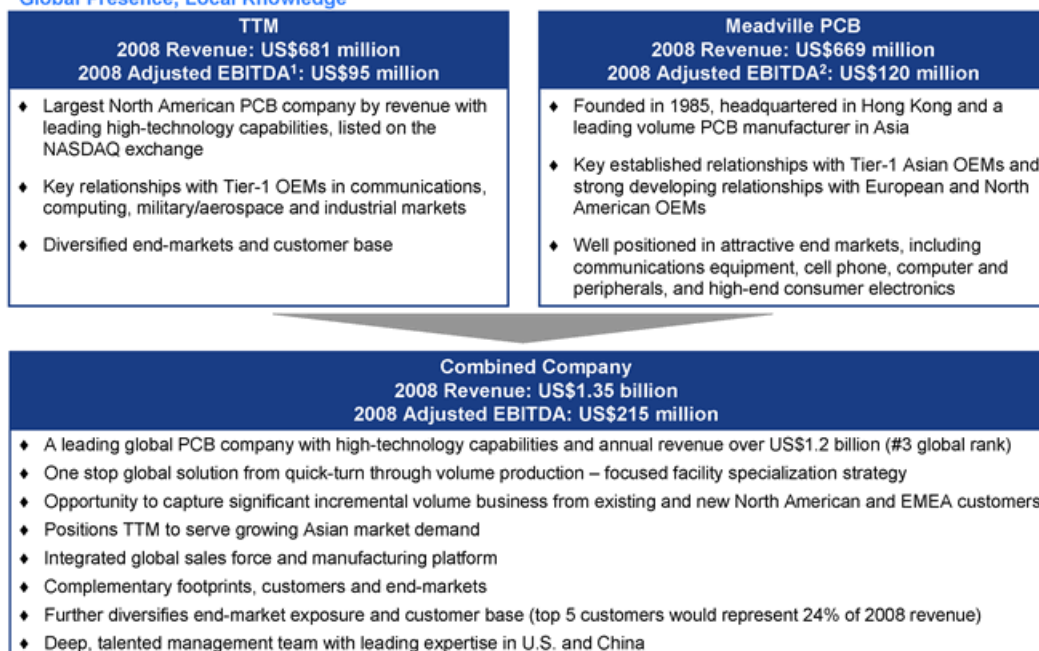 Global Presence, Local Knowledge
TTM
2008 Revenue: US$681 million
2008 Adjusted EBITDA¹: US$95 million
♦ Largest North American PCB company by revenue with
leading high-technology capabilities, listed on the
NASDAQ exchange
♦ Key relationships with Tier-1 OEMs in communications,
computing, military/aerospace and industrial markets
♦ Diversified end-markets and customer base
Meadville PCB
2008 Revenue: US$669 million
2008 Adjusted EBITDA²: US$120 million
♦ Founded in 1985, headquartered in Hong Kong and a
leading volume PCB manufacturer in Asia
♦ Key established relationships with Tier-1 Asian OEMs and
strong developing relationships with European and North
American OEMs
♦ Well positioned in attractive end markets, including
communications equipment, cell phone, computer and
peripherals, and high-end consumer electronics
Combined Company
2008 Revenue: US$1.35 billion
2008 Adjusted EBITDA: US$215 million
♦ A leading global PCB company with high-technology capabilities and annual revenue over US$1.2 billion (#3 global rank)
♦ One stop global solution from quick-turn through volume production – focused facility specialization strategy
♦ Opportunity to capture significant incremental volume business from existing and new North American and EMEA customers
♦ Positions TTM to serve growing Asian market demand
♦ Integrated global sales force and manufacturing platform
♦ Complementary footprints, customers and end-markets
♦ Further diversifies end-market exposure and customer base (top 5 customers would represent 24% of 2008 revenue)
♦ Deep, talented management team with leading expertise in U.S. and China